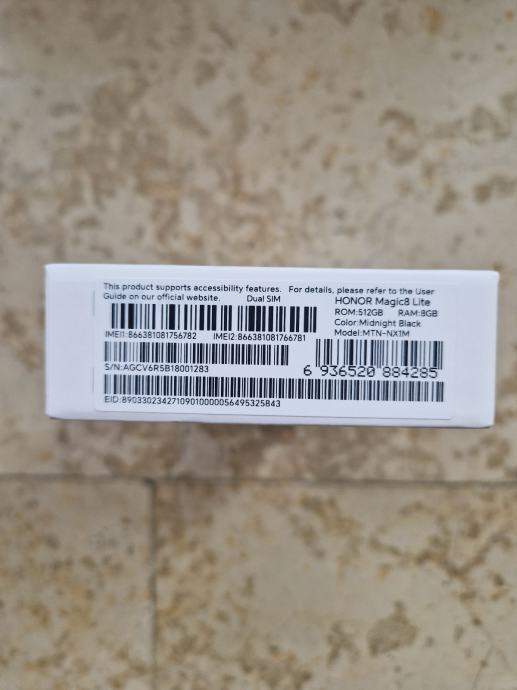 This product supports accessibility features. For details, please refer to the User
Guide on our official website. Dual SIM
HONOR Magic8 Lite
ROM:512GB RAM:8GB
Color:Midnight Black
Model:MTN-NX1M
IMEI1:866381081756782 IMEI2:866381081766781
S/N:AGCV6R5B18001283
6 936520 884285
EID:89033023427109010000056495325843